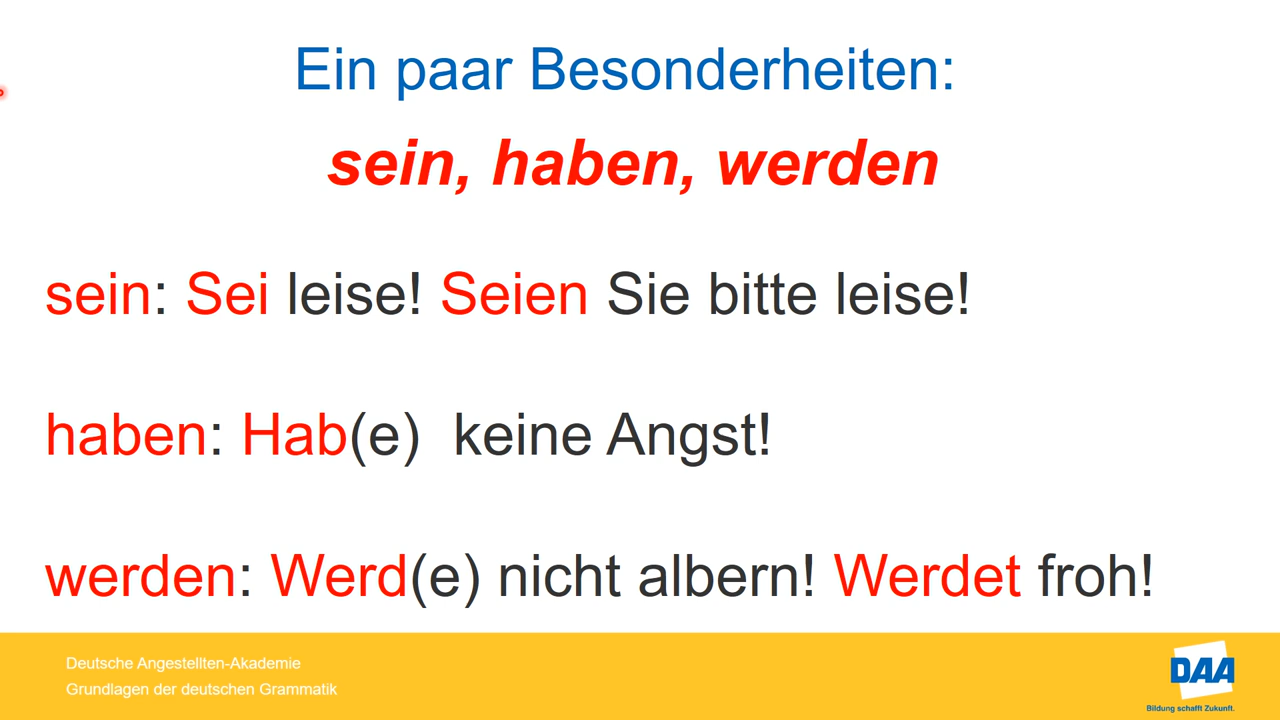 Ein paar Besonderheiten:
sein, haben, werden
sein: Sei leise! Seien Sie bitte leise!
haben: Hab(e) keine Angst!
werden: Werd(e) nicht albern! Werdet froh!
Deutsche Angestellten-Akademie
Grundlagen der deutschen Grammatik
DAA
Bildung schafft Zukunft.